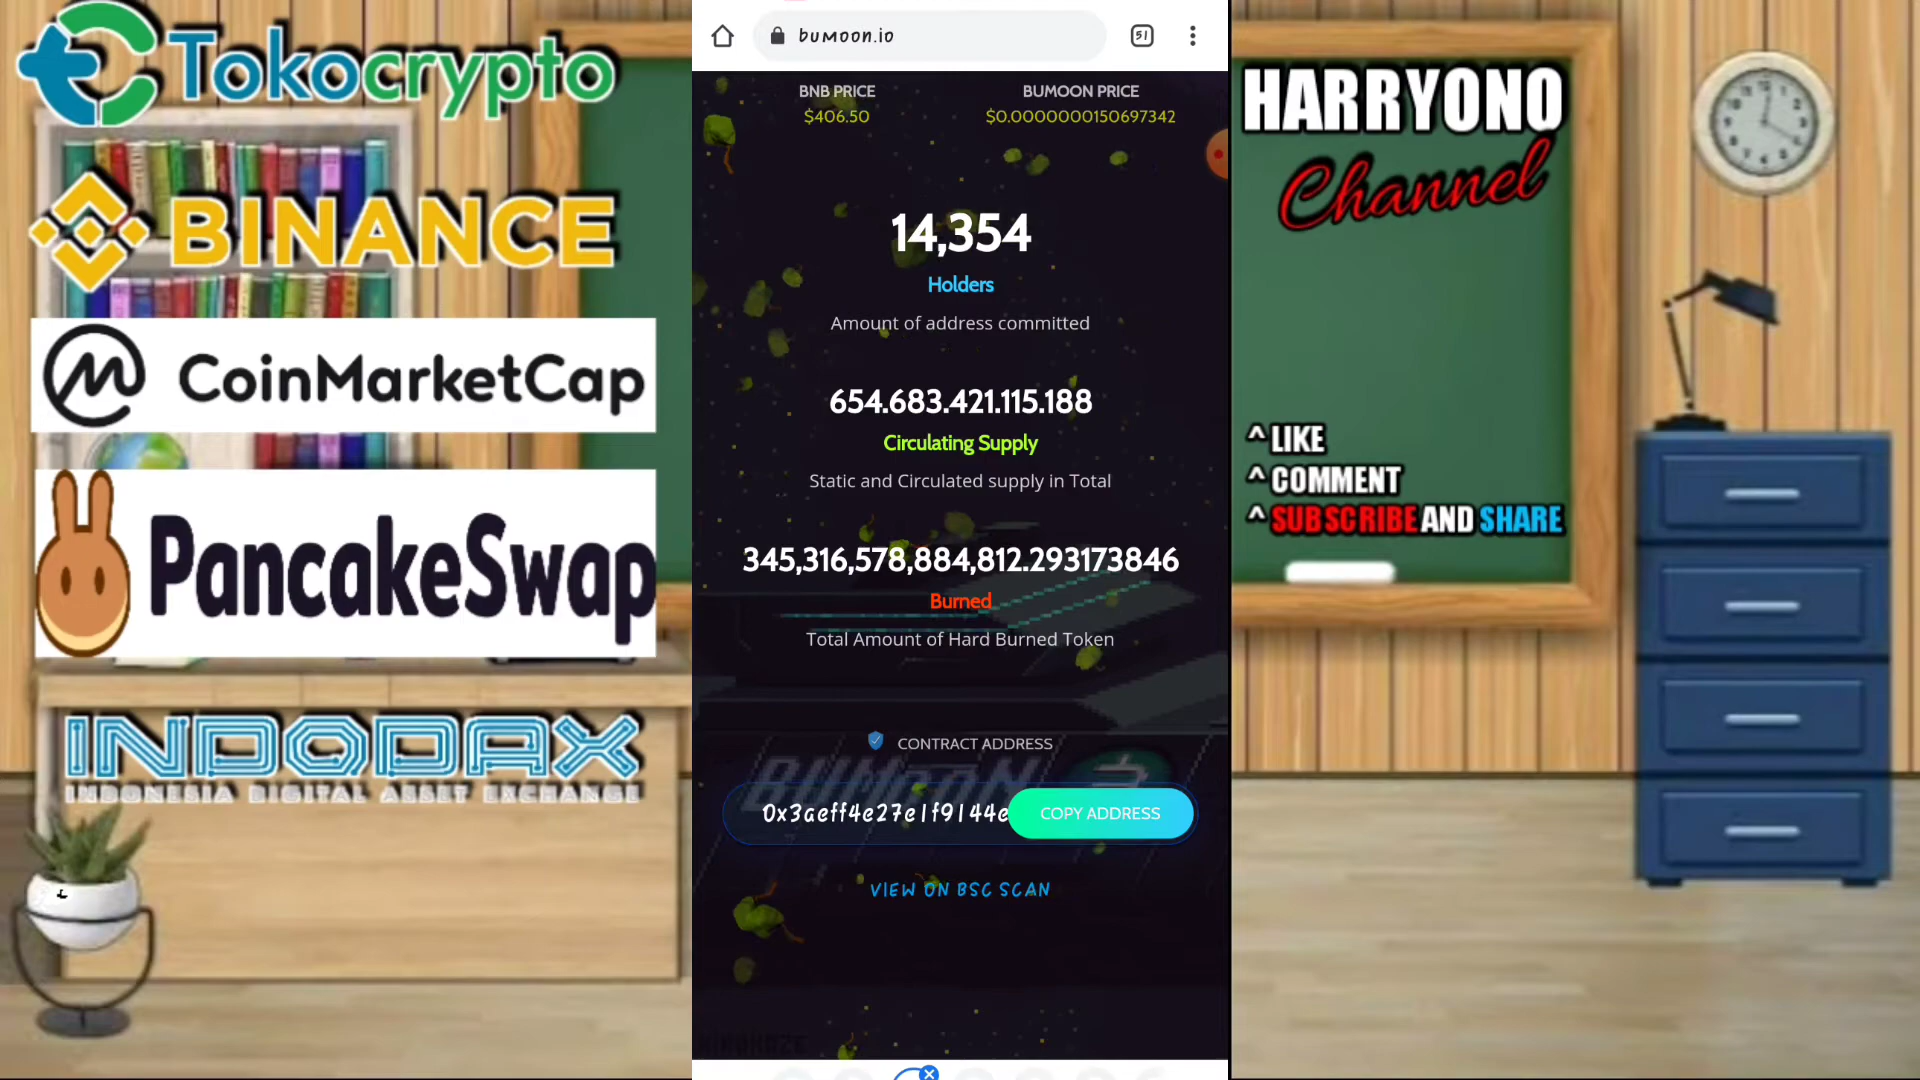 Tokocrypto
BINANCE
CoinMarketCap
PancakeSwap
INDODAX
INDONESIA DIGITAL ASSET EXCHANGE
bumoon.io
51
BNB PRICE
$406.50
BUMOON PRICE
$0.0000000150697342
14,354
Holders
Amount of address committed
654.683.421.115.188
Circulating Supply
Static and Circulated supply in Total
345,316,578,884,812.293173846
Burned
Total Amount of Hard Burned Token
CONTRACT ADDRESS
BUMOON
0x3aeff4e27e1f9144e
COPY ADDRESS
VIEW ON BSC SCAN
HARRYONO
Channel
^ LIKE
^ COMMENT
^ SUBSCRIBE AND SHARE